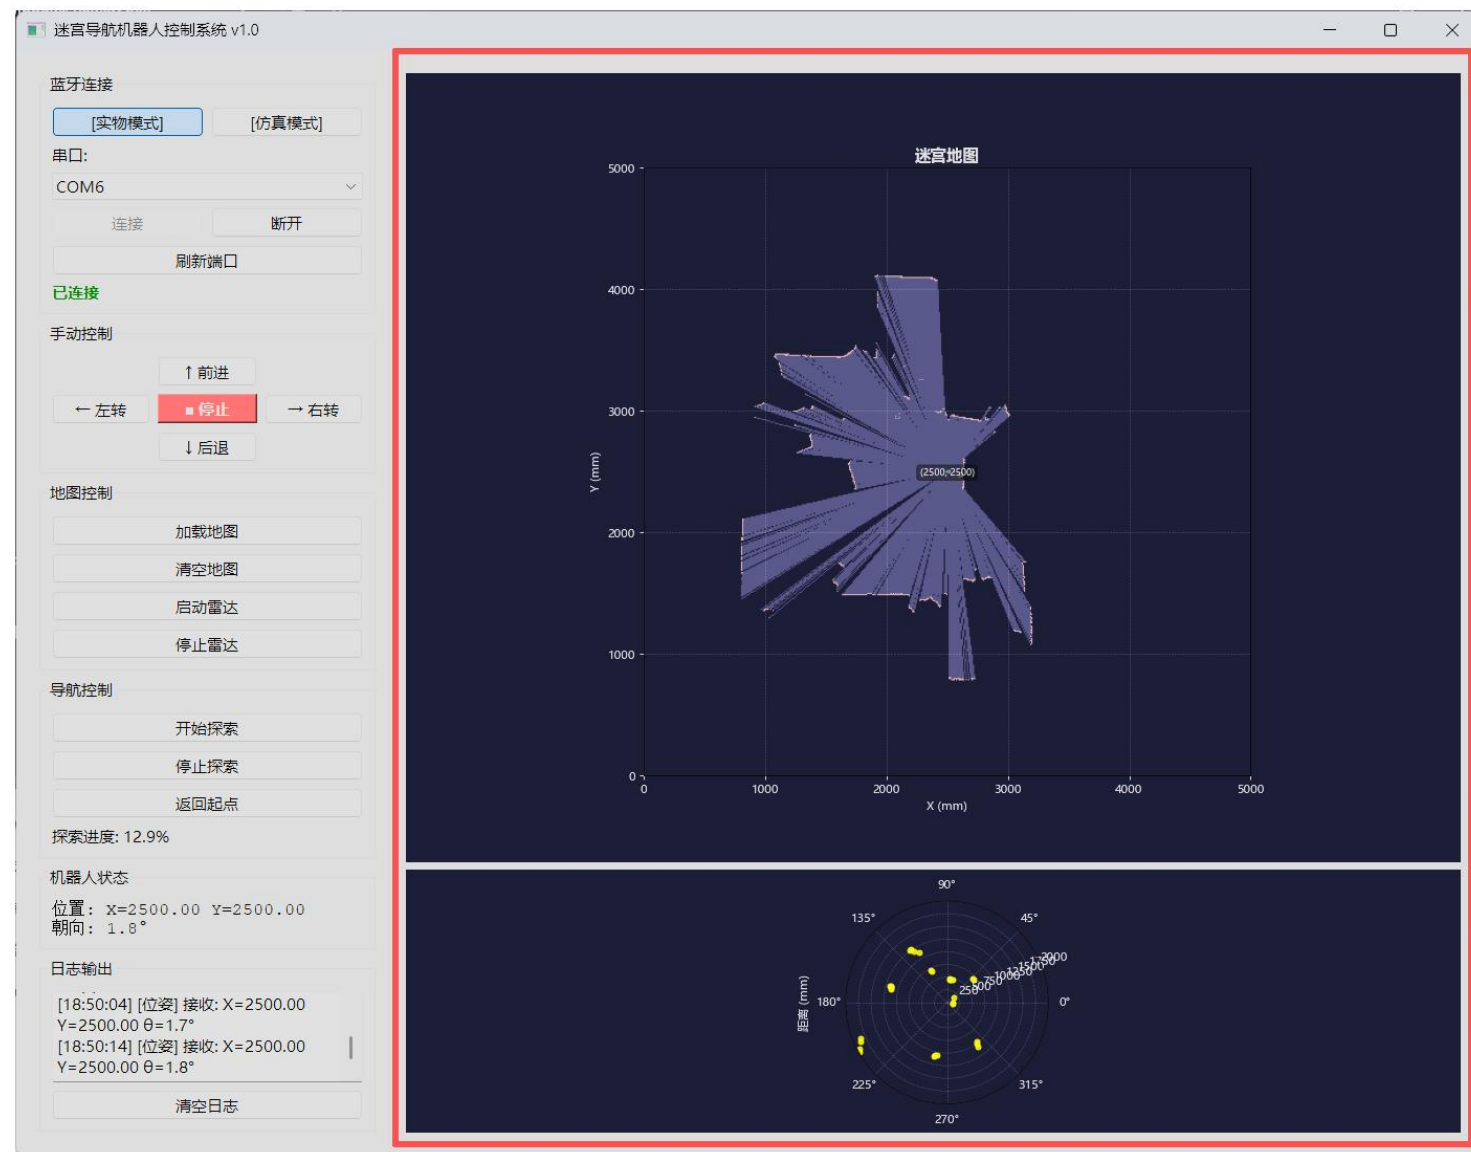 迷宫导航机器人控制系统 v1.0
蓝牙连接
[实物模式] [仿真模式]
串口:
COM6
连接 断开
刷新端口
已连接
手动控制
↑ 前进
← 左转 ■ 停止 → 右转
↓ 后退
地图控制
加载地图
清空地图
启动雷达
停止雷达
导航控制
开始探索
停止探索
返回起点
探索进度: 12.9%
机器人状态
位置: X=2500.00 Y=2500.00
朝向: 1.8°
日志输出
[18:50:04] [位姿] 接收: X=2500.00
Y=2500.00 θ=1.7°
[18:50:14] [位姿] 接收: X=2500.00
Y=2500.00 θ=1.8°
清空日志
迷宫地图
5000
4000
3000
2000
1000
0
Y (mm)
(2500, 2500)
0 1000 2000 3000 4000 5000
X (mm)
90°
135° 45°
180° 0°
225° 315°
270°
距离 (mm)
250 500 750 1000 1250 1500 1750 2000